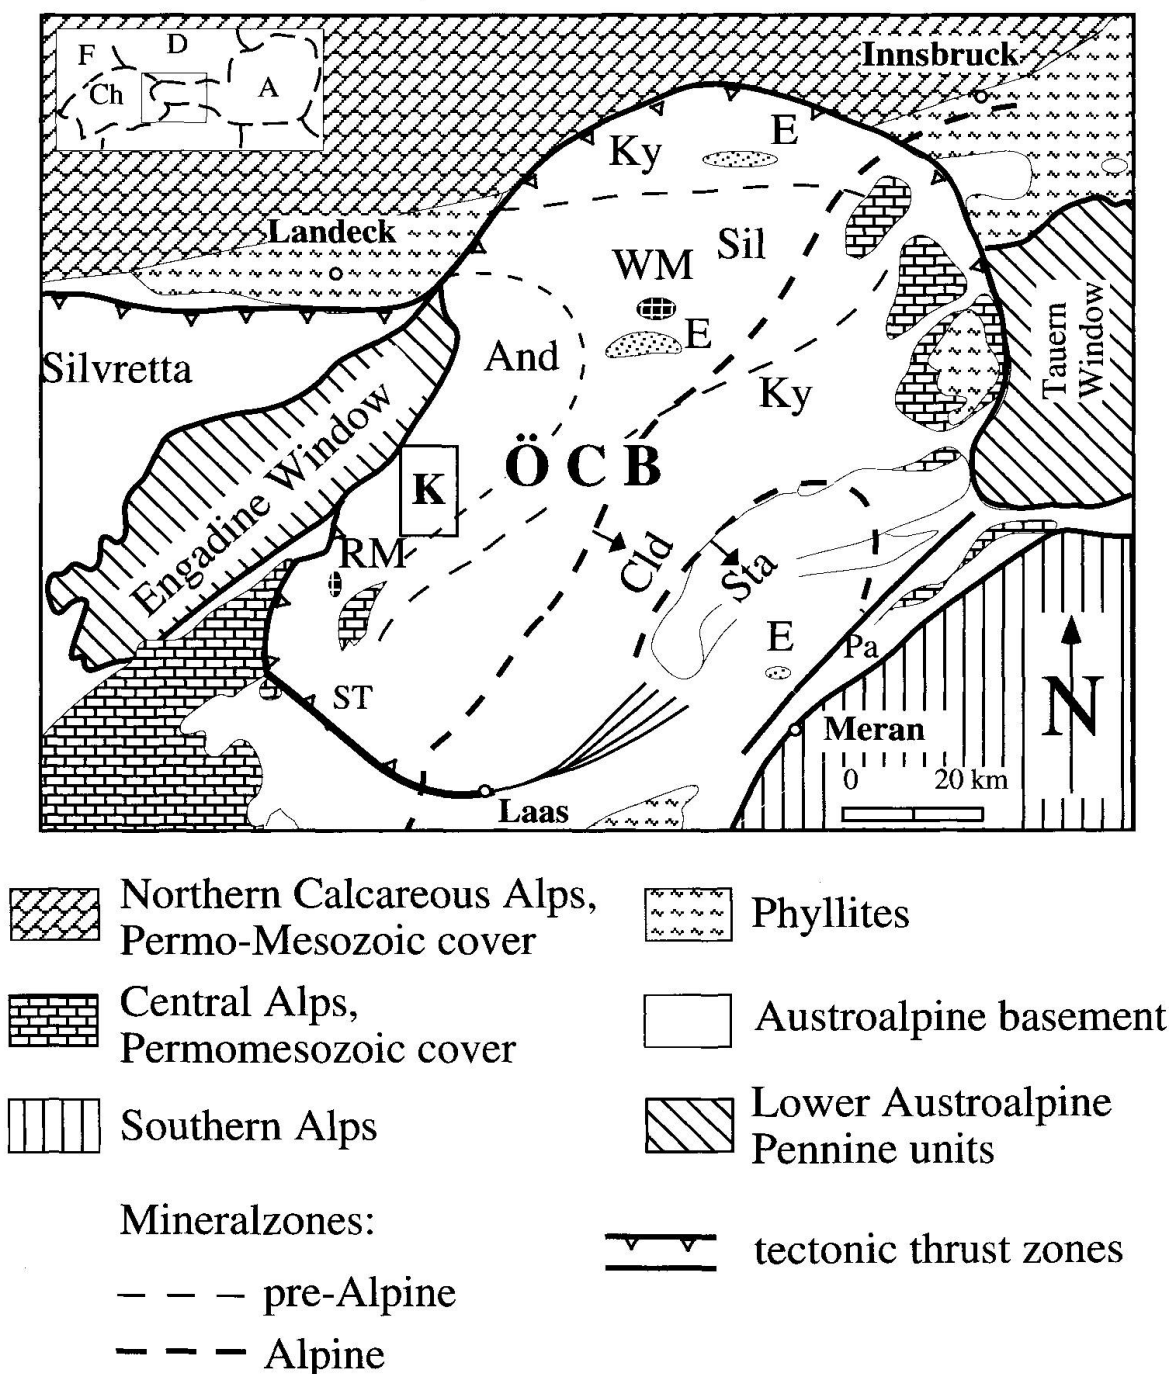 F
D
Ch
A
Innsbruck
E
Ky
Landeck
Sil
WM
E
And
Silvretta
Ky
Tauern
Window
Engadine Window
Ö C B
K
RM
Cld
Sta
E
Pa
N
ST
Meran
0 20 km
Laas
Northern Calcareous Alps,
Permo-Mesozoic cover
Phyllites
Central Alps,
Permomesozoic cover
Austroalpine basement
Southern Alps
Lower Austroalpine
Pennine units
Mineralzones:
tectonic thrust zones
pre-Alpine
Alpine